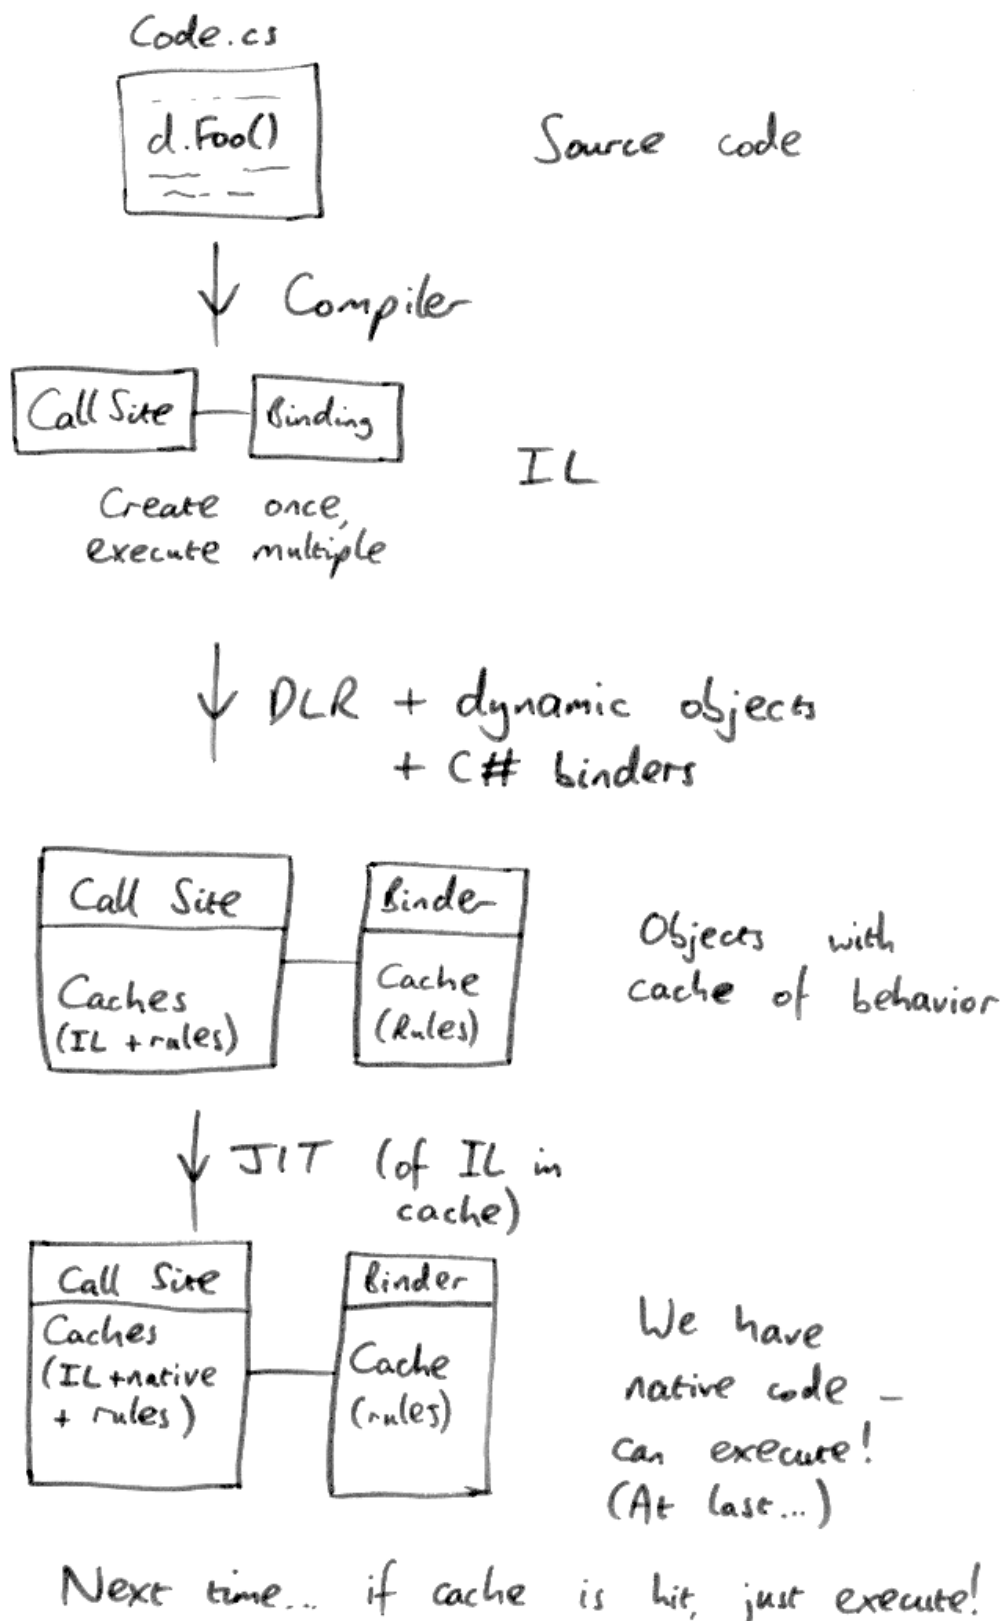 Code.cs
d.Foo()
Source code
Compiler
Call Site
Binding
IL
Create once,
execute multiple
DLR + dynamic objects
+ C# binders
Call Site
Binder
Caches
(IL + rules)
Cache
(Rules)
Objects with
cache of behavior
JIT (of IL in
cache)
Call Site
Binder
Caches
(IL + native
+ rules)
Cache
(rules)
We have
native code –
can execute!
(At last...)
Next time... if cache is hit, just execute!